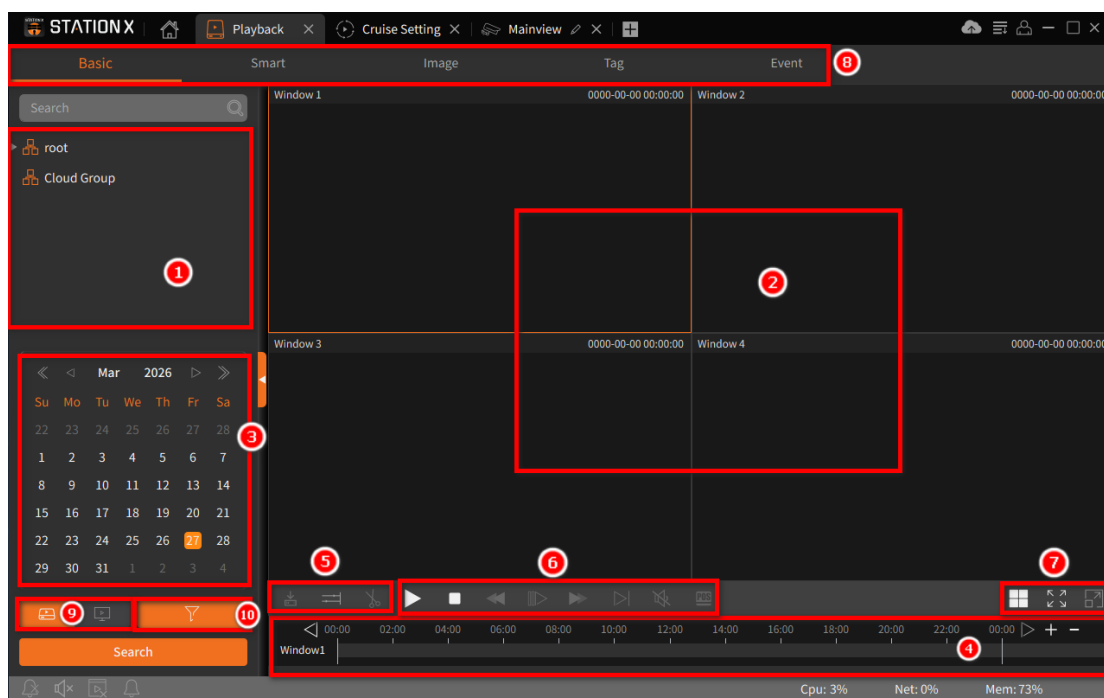 STATION X Playback Cruise Setting Mainview
Basic Smart Image Tag Event 8
Search
root
Cloud Group
1
Window 1 0000-00-00 00:00:00 Window 2 0000-00-00 00:00:00
2
Window 3 0000-00-00 00:00:00 Window 4 0000-00-00 00:00:00
Mar 2026
Su Mo Tu We Th Fr Sa
22 23 24 25 26 27 28
3
1 2 3 4 5 6 7
8 9 10 11 12 13 14
15 16 17 18 19 20 21
22 23 24 25 26 27 28
29 30 31 1 2 3 4
5 6 7
9 10
00:00 02:00 04:00 06:00 08:00 10:00 12:00 14:00 16:00 18:00 20:00 22:00 00:00 + −
Window1 4
Search
Cpu: 3% Net: 0% Mem: 73%